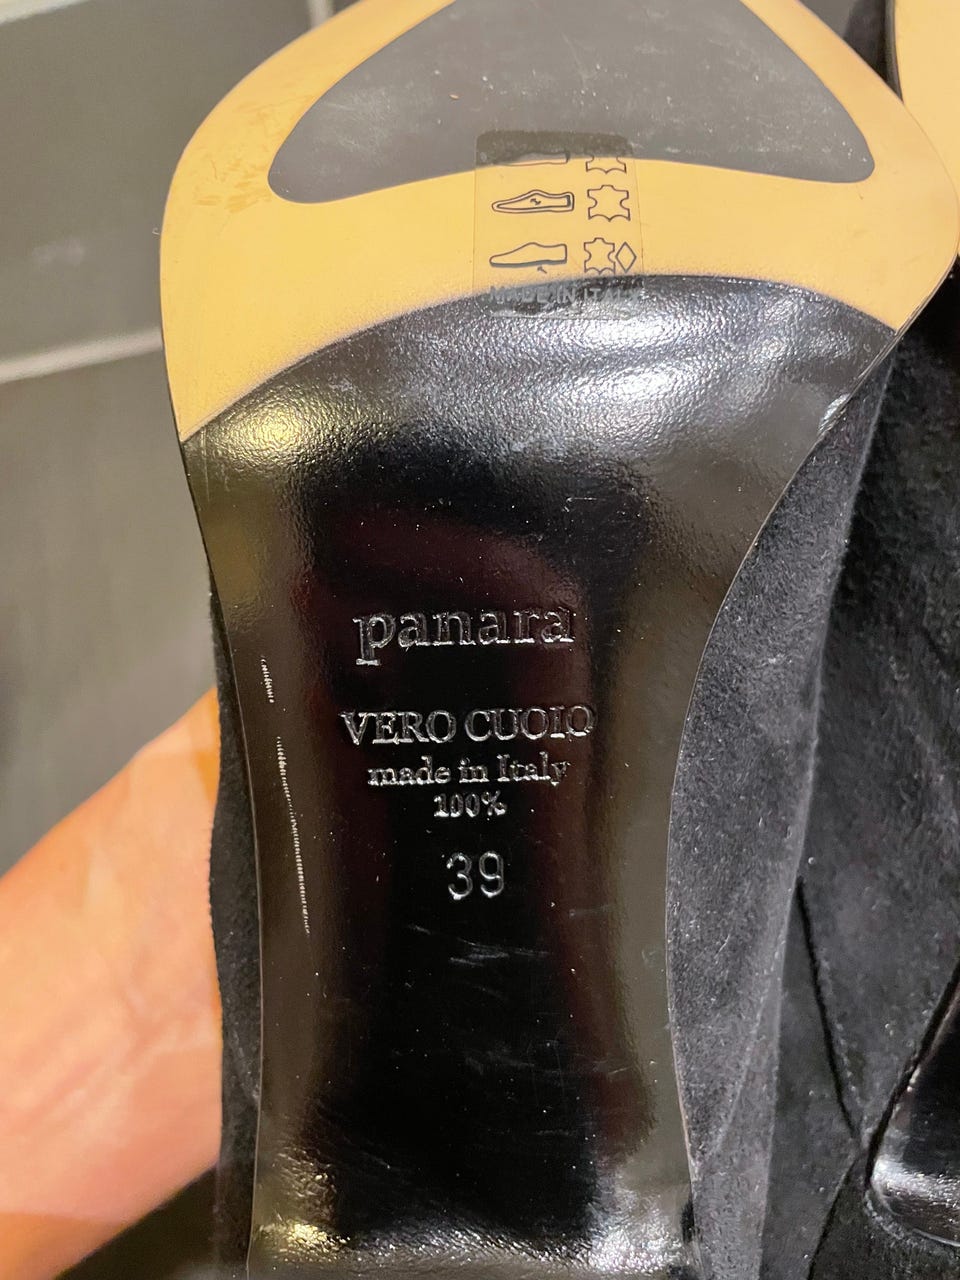 MADE IN ITALY
panara
VERO CUOIO
made in Italy
100%
39